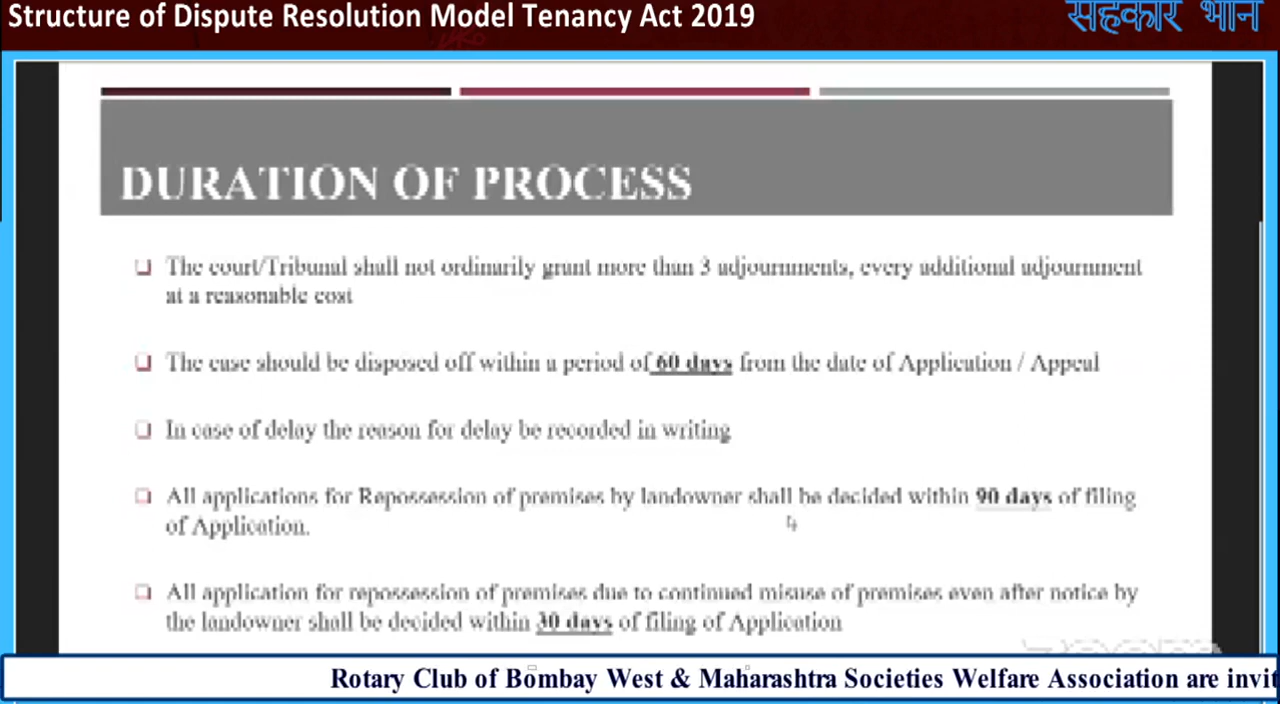 Structure of Dispute Resolution Model Tenancy Act 2019
सहकार भान
DURATION OF PROCESS
❑ The court/Tribunal shall not ordinarily grant more than 3 adjournments, every additional adjournment
at a reasonable cost
❑ The case should be disposed off within a period of 60 days from the date of Application / Appeal
❑ In case of delay the reason for delay be recorded in writing
❑ All applications for Repossession of premises by landowner shall be decided within 90 days of filing
of Application.
❑ All application for repossession of premises due to continued misuse of premises even after notice by
the landowner shall be decided within 30 days of filing of Application
Rotary Club of Bombay West & Maharashtra Societies Welfare Association are invit